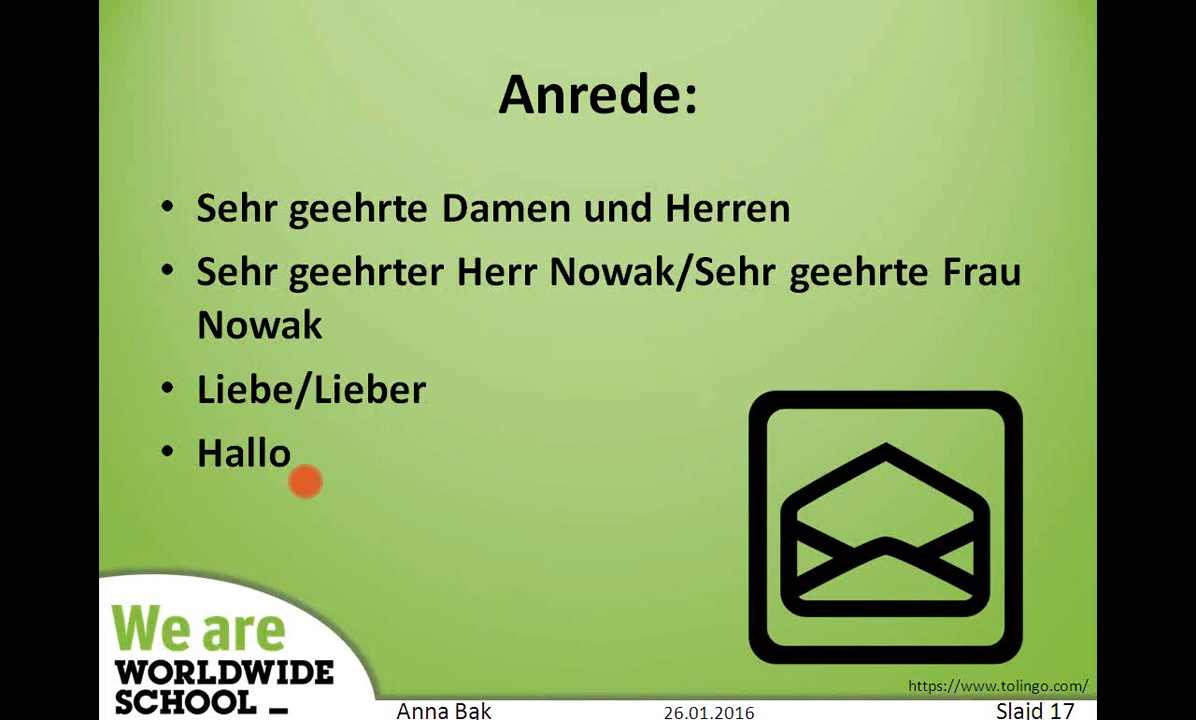 Anrede:
• Sehr geehrte Damen und Herren
• Sehr geehrter Herr Nowak/Sehr geehrte Frau
Nowak
• Liebe/Lieber
• Hallo
We are
WORLDWIDE
SCHOOL _
https://www.tolingo.com/
Anna Bąk 26.01.2016 Slajd 17